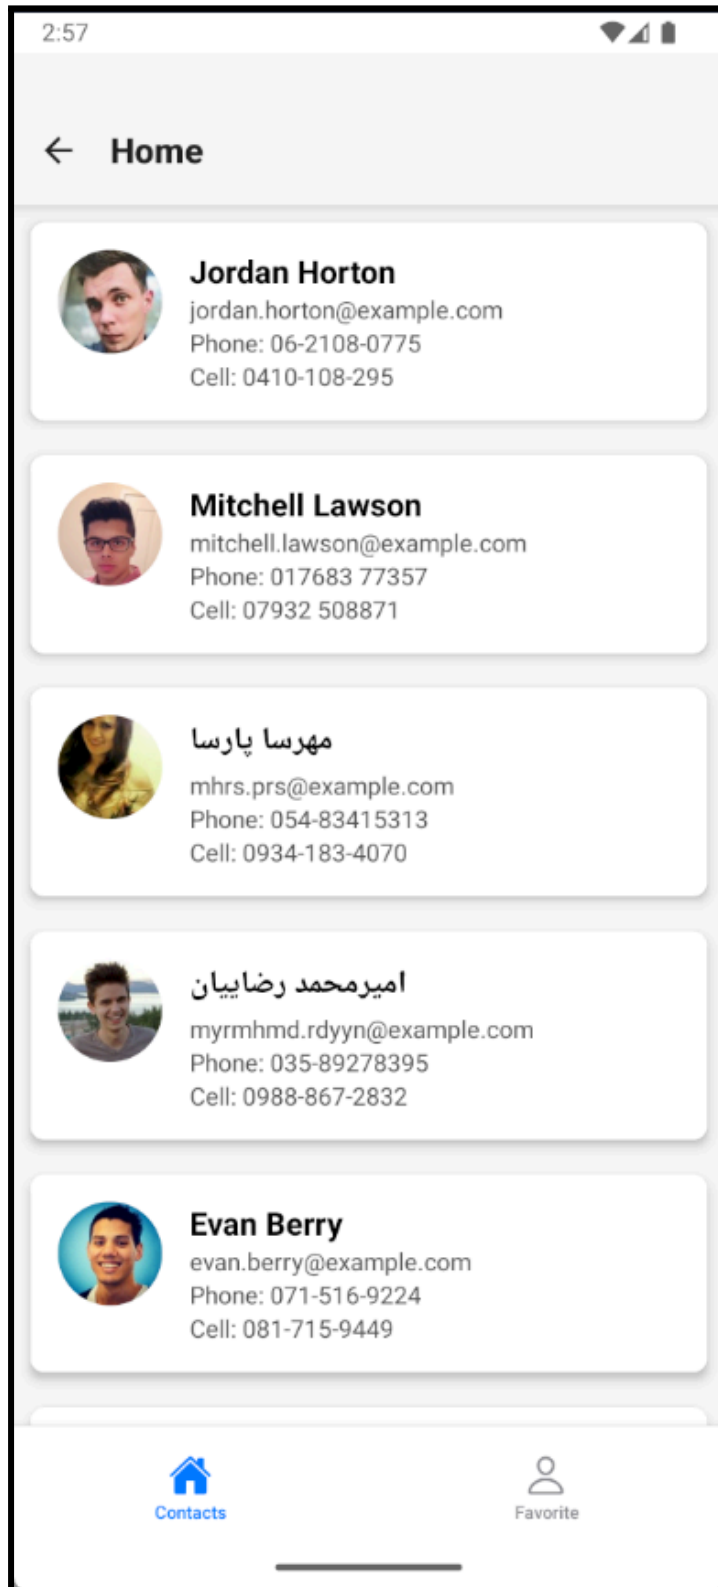 2:57
Home
Jordan Horton
jordan.horton@example.com
Phone: 06-2108-0775
Cell: 0410-108-295
Mitchell Lawson
mitchell.lawson@example.com
Phone: 017683 77357
Cell: 07932 508871
مهرسا پارسا
mhrs.prs@example.com
Phone: 054-83415313
Cell: 0934-183-4070
امیرمحمد رضاییان
myrmhmd.rdyyn@example.com
Phone: 035-89278395
Cell: 0988-867-2832
Evan Berry
evan.berry@example.com
Phone: 071-516-9224
Cell: 081-715-9449
Contacts
Favorite